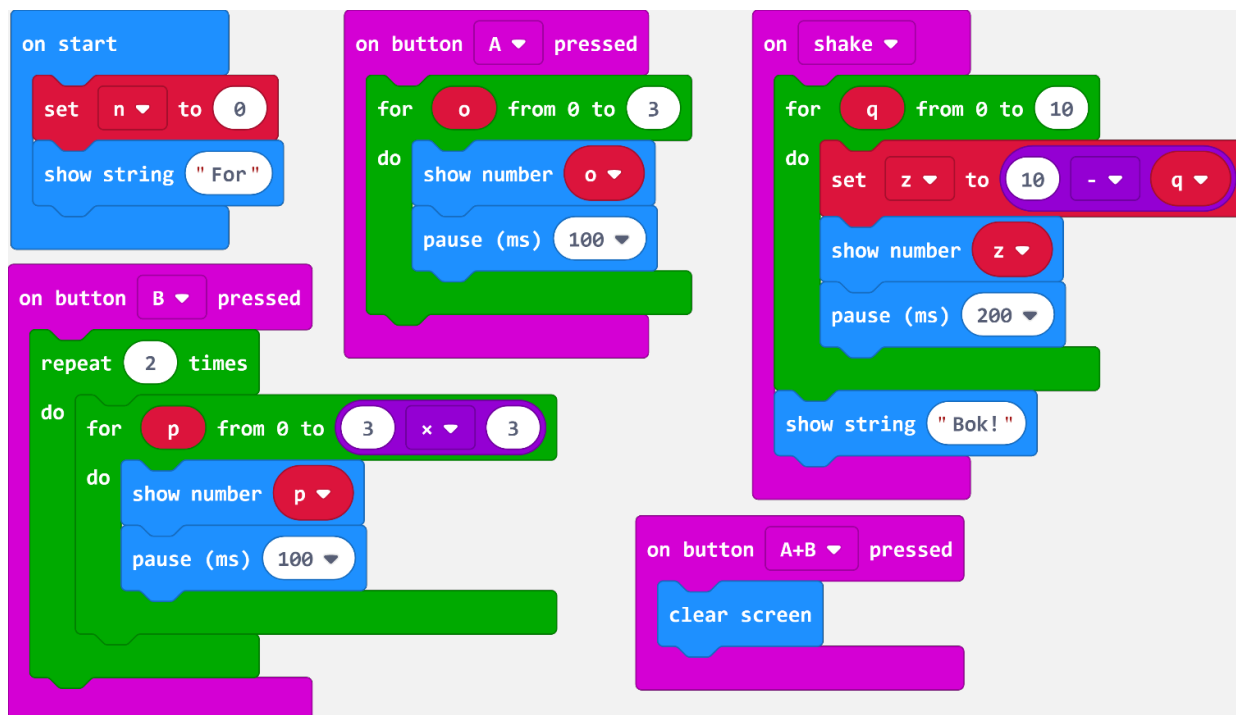 on start
set n to 0
show string "For"
on button A pressed
for o from 0 to 3
do
show number o
pause (ms) 100
on shake
for q from 0 to 10
do
set z to 10 - q
show number z
pause (ms) 200
show string "Bok!"
on button B pressed
repeat 2 times
do
for p from 0 to 3 × 3
do
show number p
pause (ms) 100
on button A+B pressed
clear screen